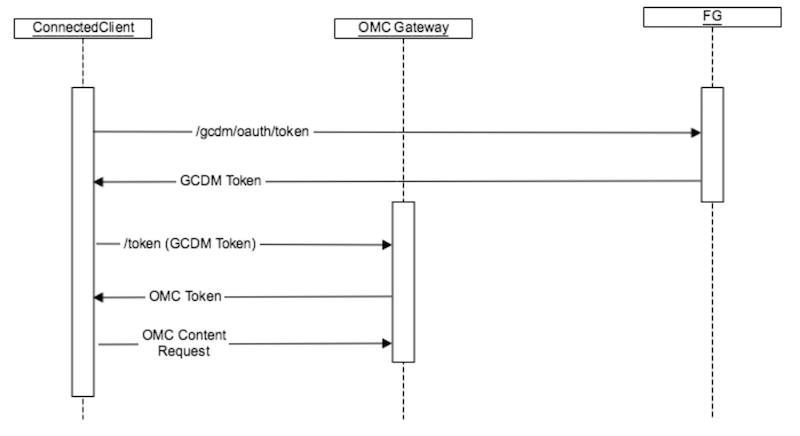 ConnectedClient
OMC Gateway
FG
/gcdm/oauth/token
GCDM Token
/token (GCDM Token)
OMC Token
OMC Content
Request